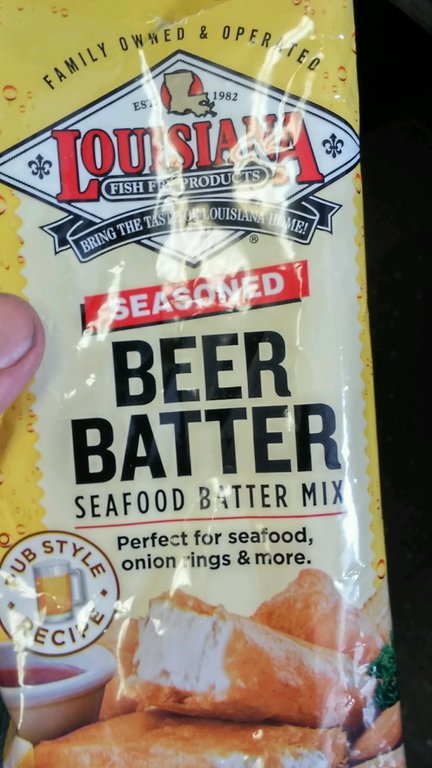 FAMILY OWNED & OPERATED
EST 1982
LOUISIANA
FISH FRY PRODUCTS
BRING THE TASTE OF LOUISIANA HOME!
®
SEASONED
BEER
BATTER
SEAFOOD BATTER MIX
Perfect for seafood,
onion rings & more.
PUB STYLE
RECIPE